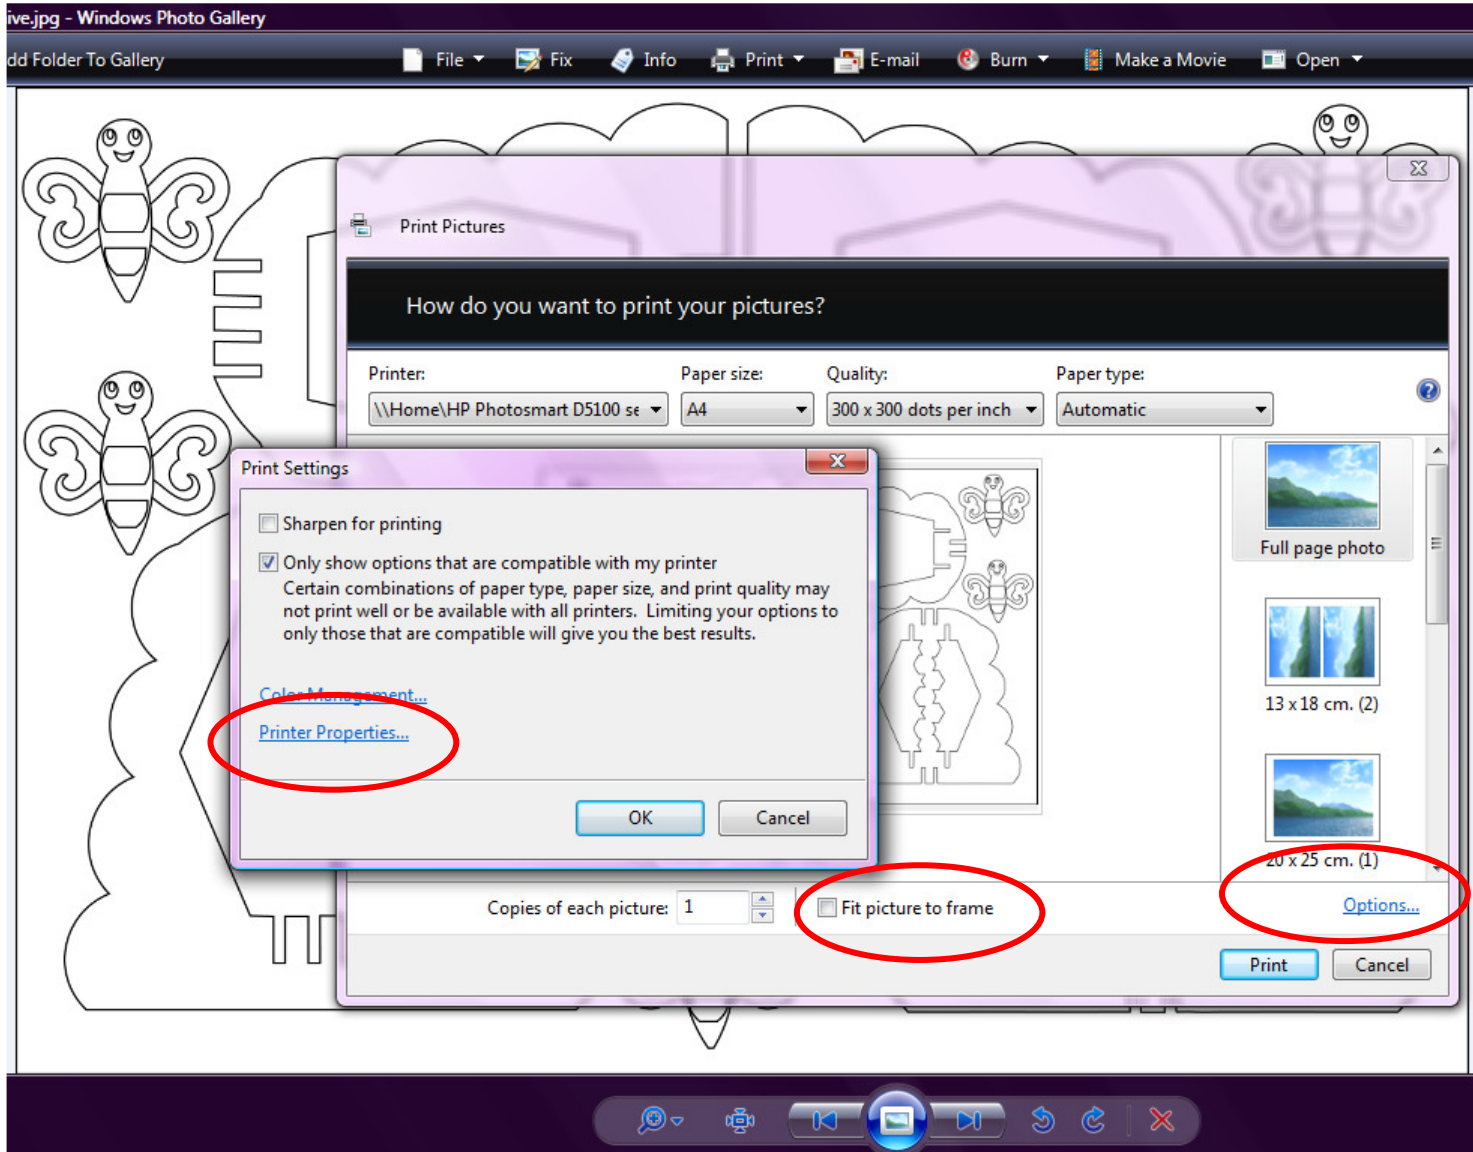 ive.jpg - Windows Photo Gallery
dd Folder To Gallery File Fix Info Print E-mail Burn Make a Movie Open
Print Pictures
How do you want to print your pictures?
Printer: Paper size: Quality: Paper type:
\\Home\HP Photosmart D5100 se A4 300 x 300 dots per inch Automatic
Print Settings
Sharpen for printing
Only show options that are compatible with my printer
Certain combinations of paper type, paper size, and print quality may
not print well or be available with all printers. Limiting your options to
only those that are compatible will give you the best results.
Color Management...
Printer Properties...
OK Cancel
Full page photo
13 x 18 cm. (2)
20 x 25 cm. (1)
Copies of each picture: 1 Fit picture to frame Options...
Print Cancel